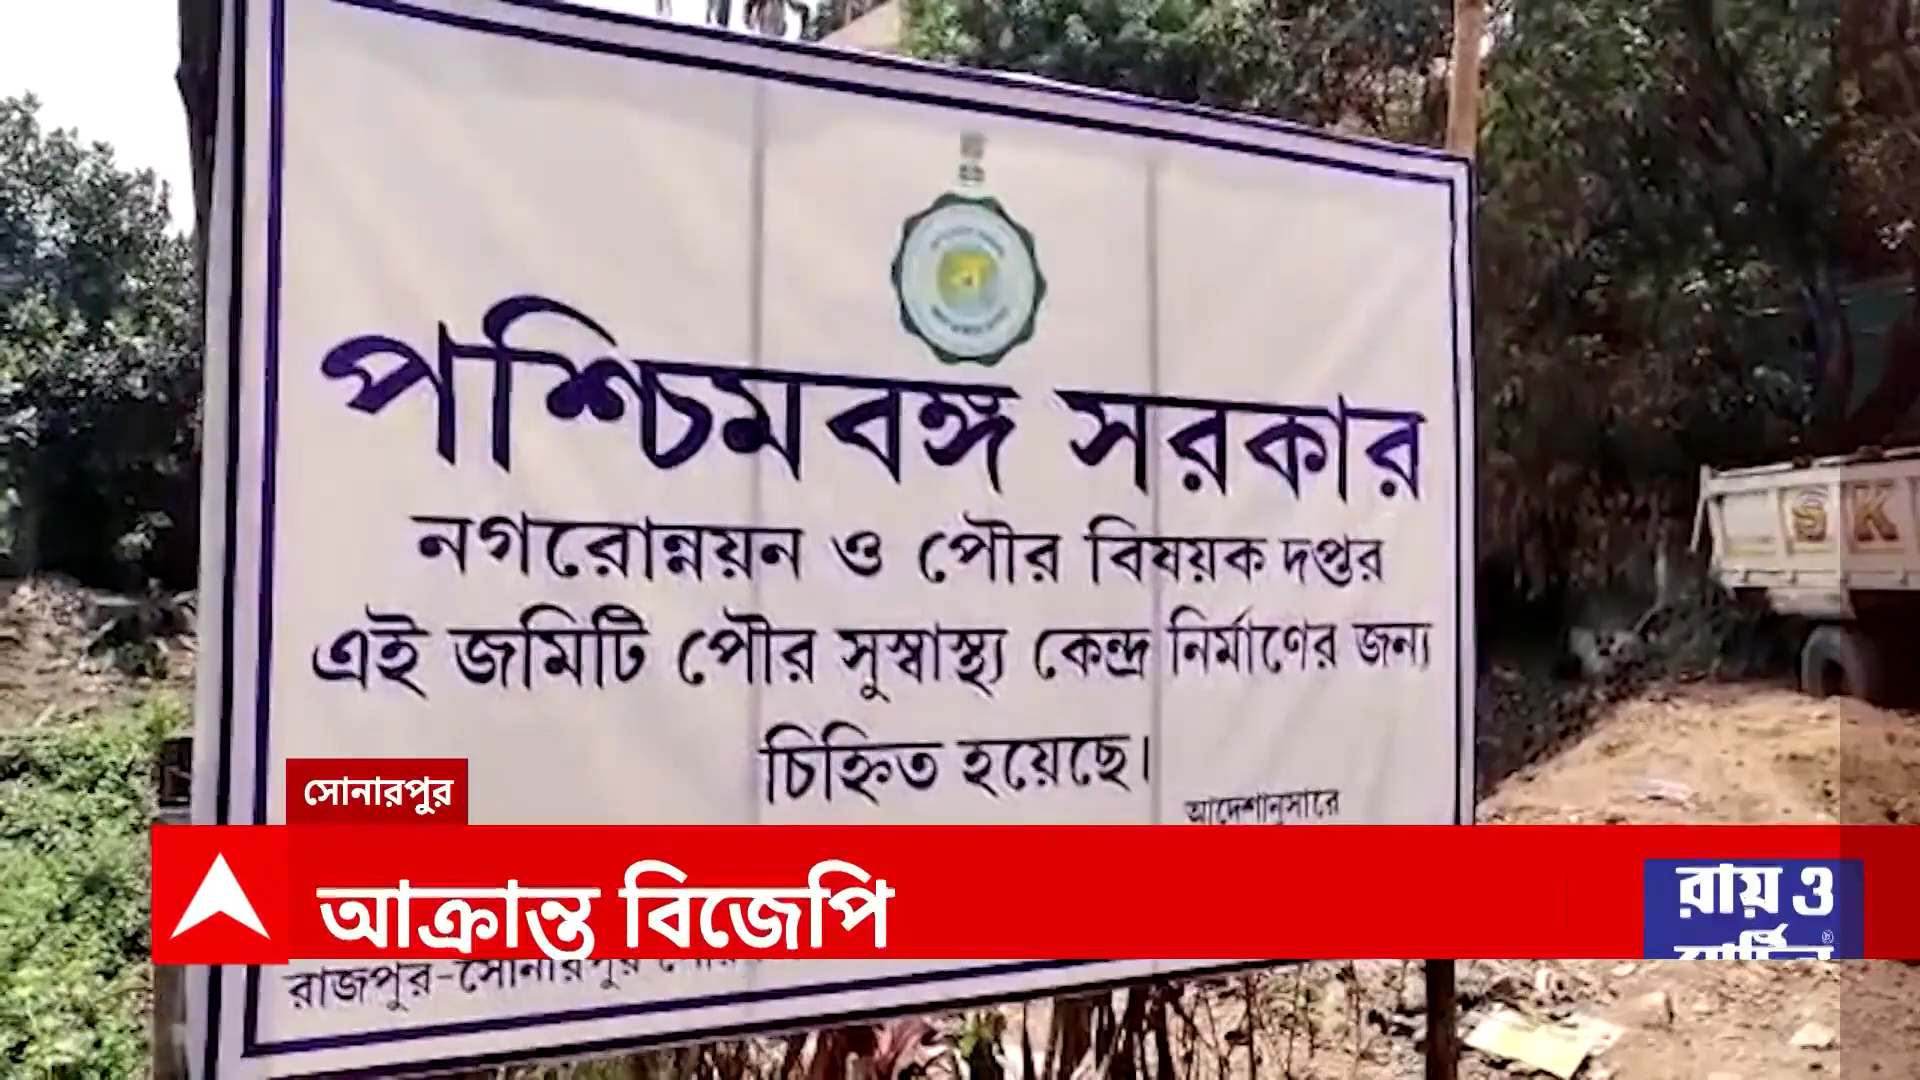 পশ্চিমবঙ্গ সরকার
নগরোন্নয়ন ও পৌর বিষয়ক দপ্তর
এই জমিটি পৌর সুস্বাস্থ্য কেন্দ্র নির্মাণের জন্য
চিহ্নিত হয়েছে।
আদেশানুসারে
SK
সোনারপুর
আক্রান্ত বিজেপি
রায় ও
রাজপুর-সোনারপুর